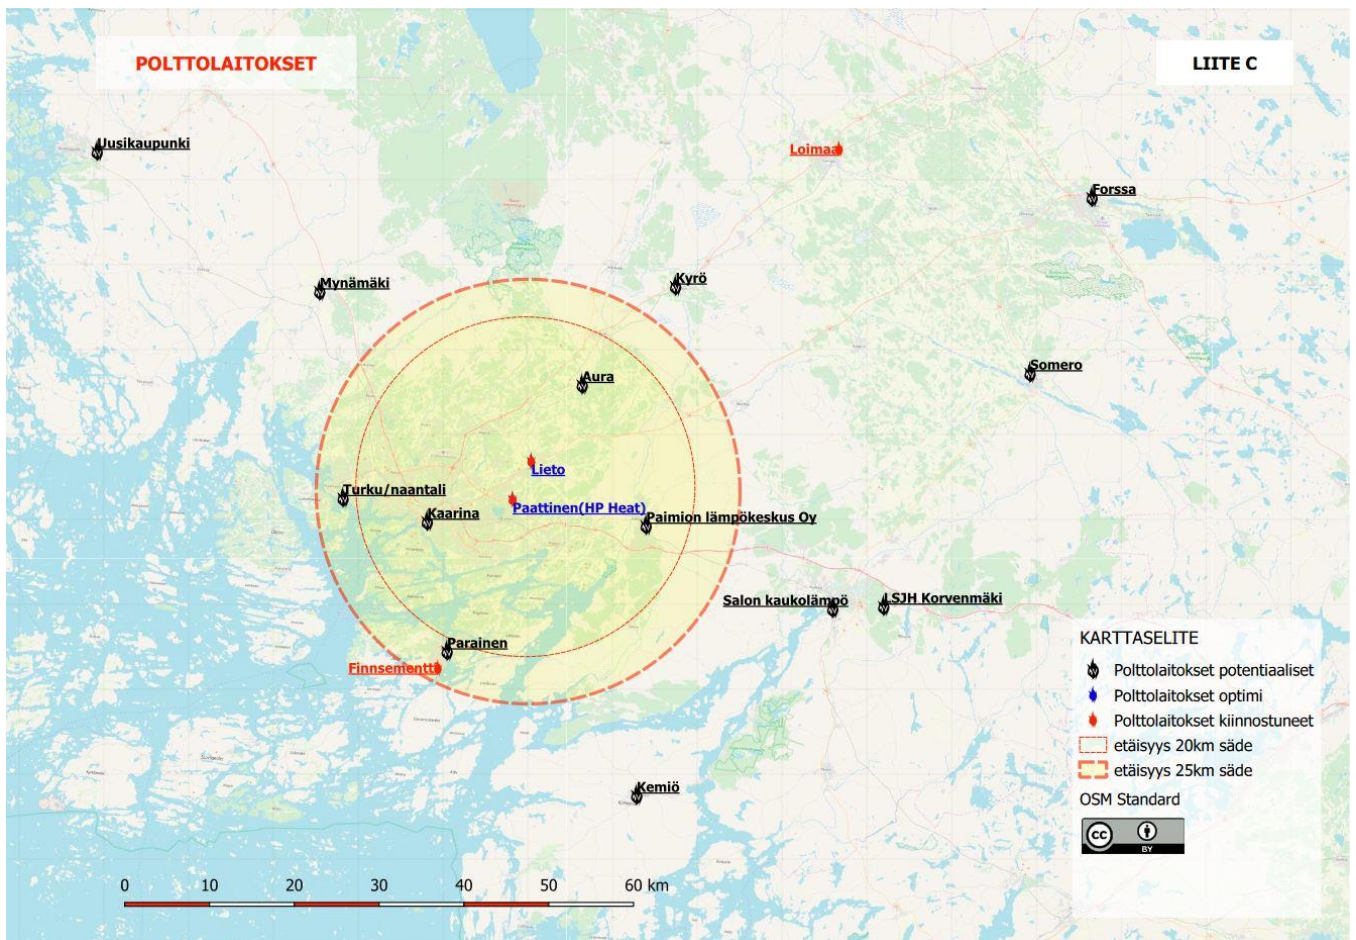 POLTTOLAITOKSET
LIITE C
Uusikaupunki
Loimaa
Forssa
Mynämäki
Kyrö
Somero
Aura
Lieto
Turku/naantali
Paattinen(HP Heat)
Kaarina
Paimion lämpökeskus Oy
Salon kaukolämpö
LSJH Korvenmäki
Parainen
Finnsementti
Kemiö
KARTTASELITE
Polttolaitokset potentiaaliset
Polttolaitokset optimi
Polttolaitokset kiinnostuneet
etäisyys 20km säde
etäisyys 25km säde
OSM Standard
cc BY
0 10 20 30 40 50 60 km